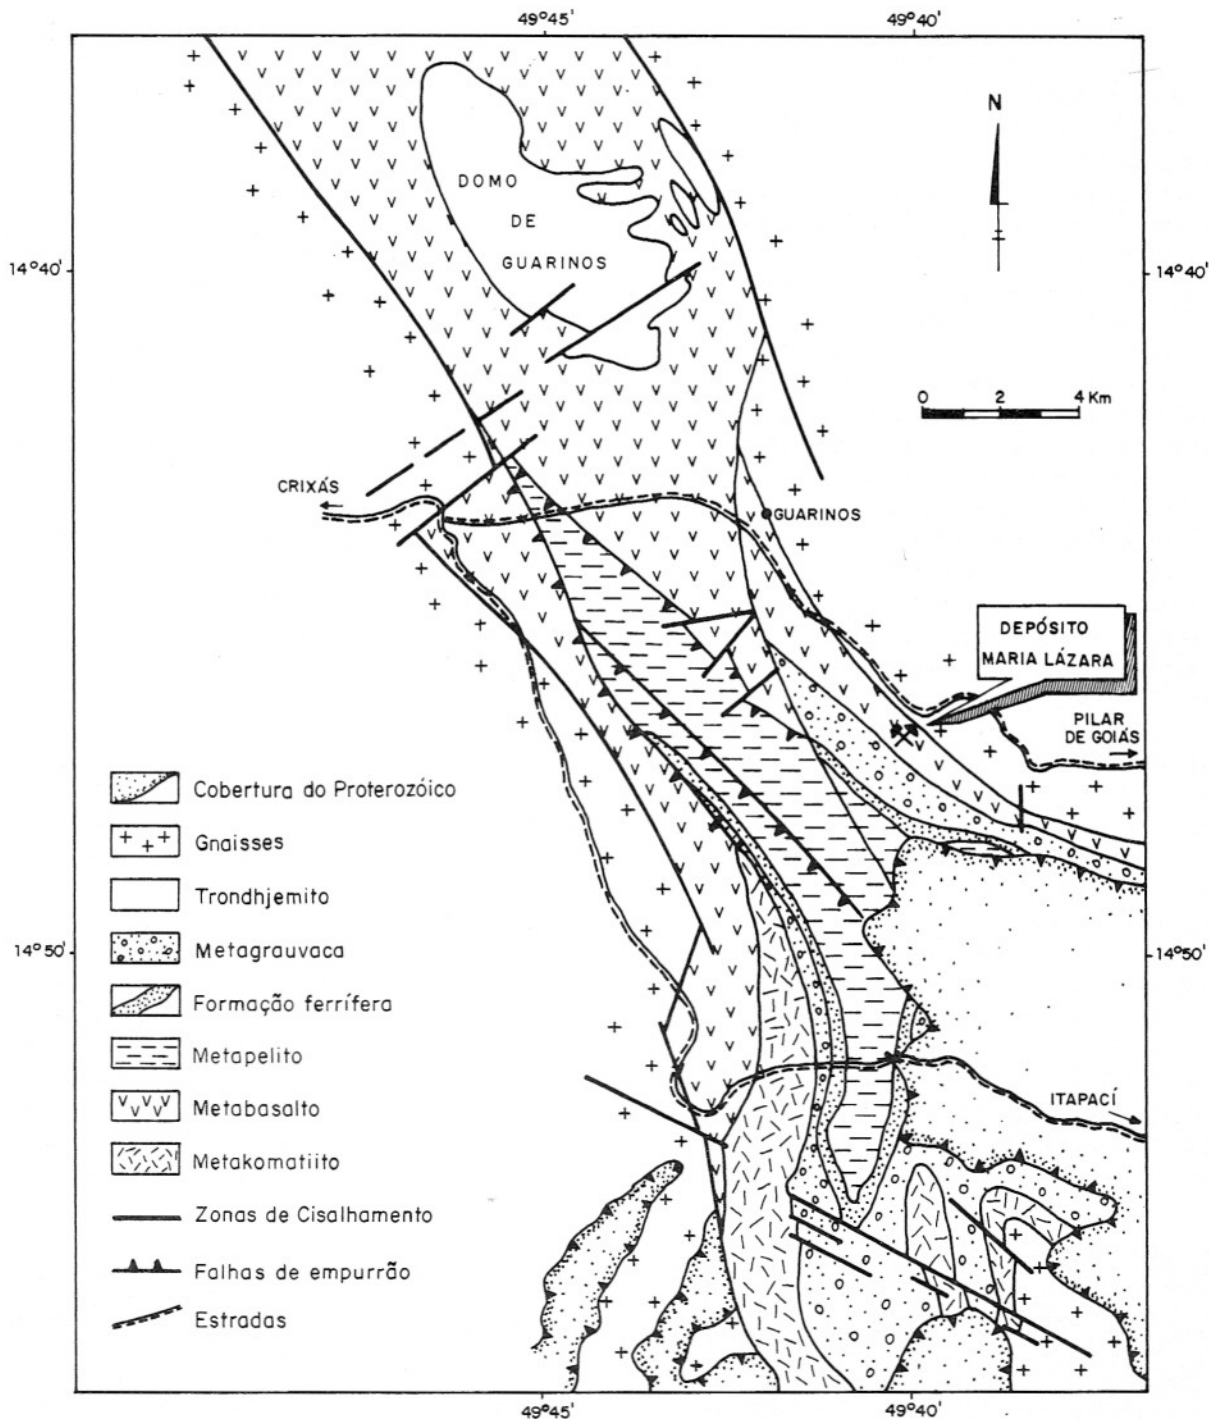 49°45'
49°40'
DOMO
DE
GUARINOS
N
14°40'
14°40'
0 2 4 Km
CRIXÁS
GUARINOS
DEPÓSITO
MARIA LÁZARA
PILAR
DE GOIÁS
Cobertura do Proterozóico
Gnaisses
Trondhjemito
Metagrauvaca
Formação ferrífera
Metapelito
Metabasalto
Metakomatiito
Zonas de Cisalhamento
Falhas de empurrão
Estradas
14°50'
14°50'
ITAPACÍ
49°45'
49°40'